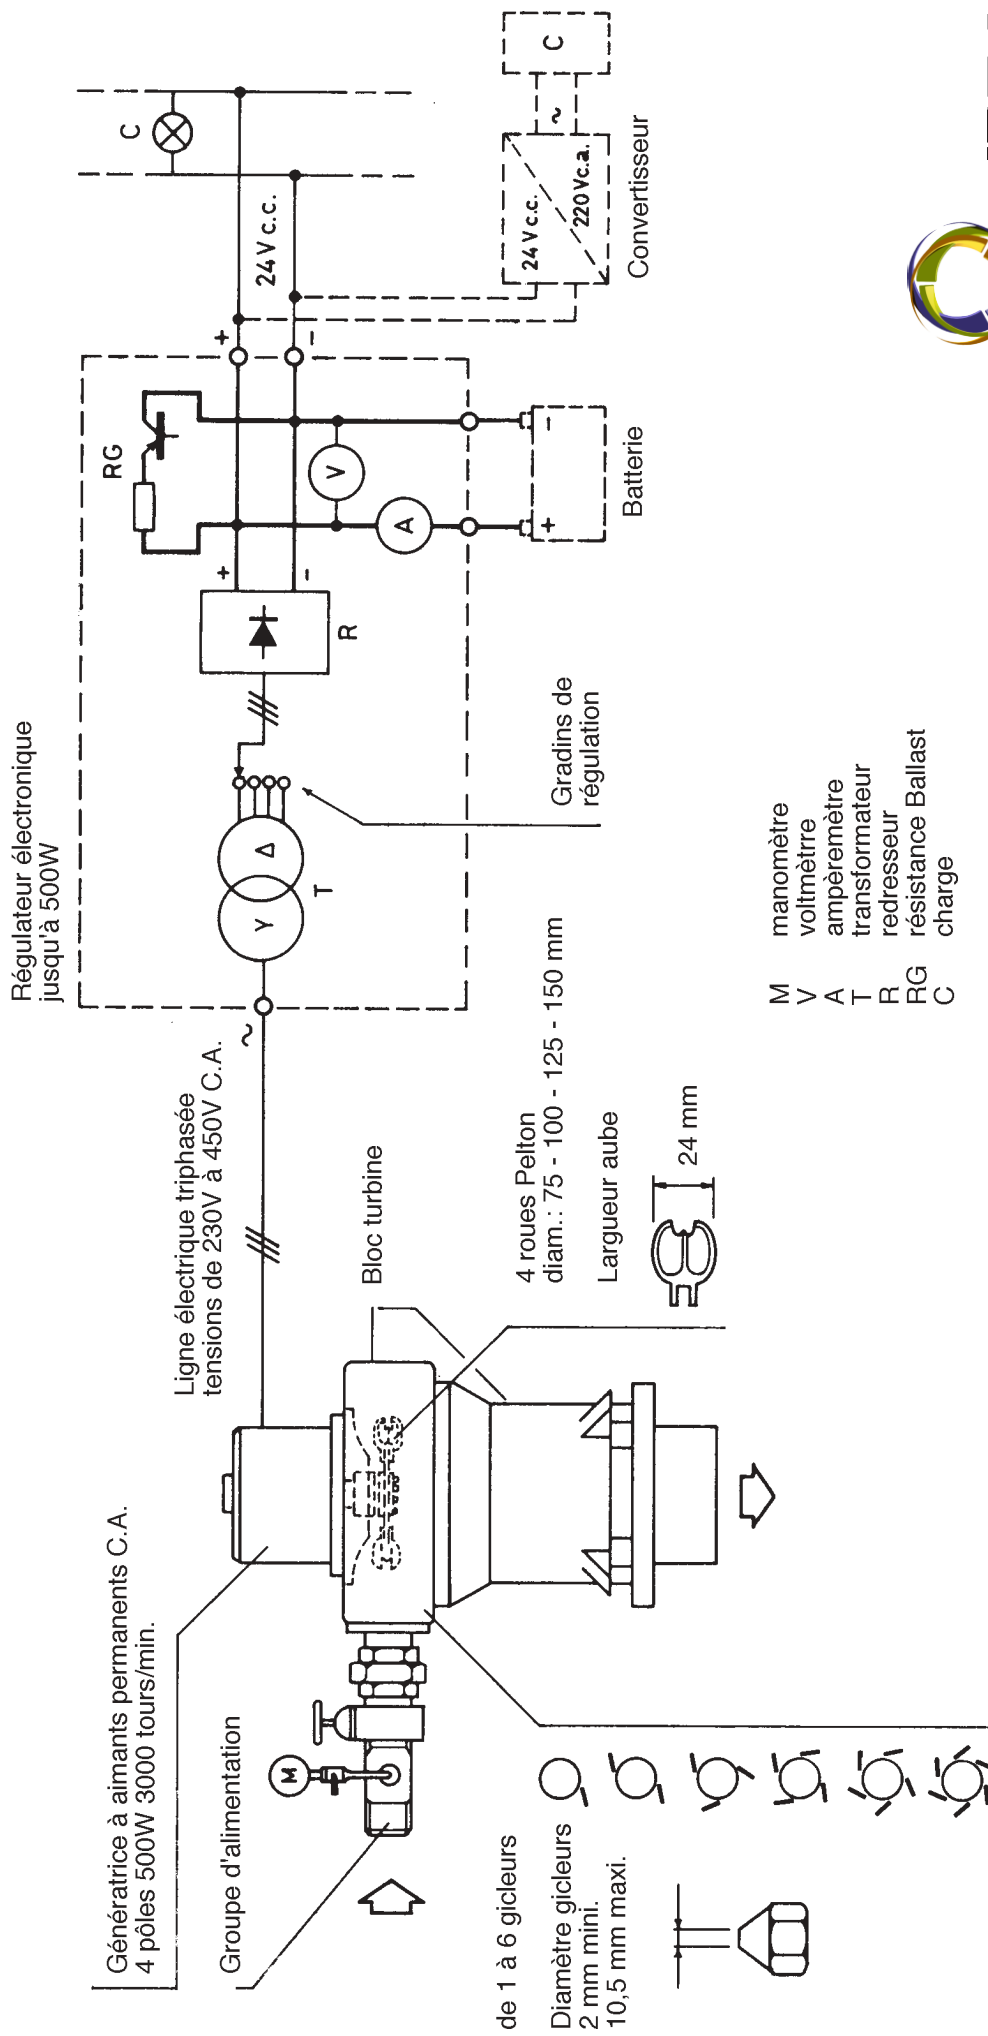 Génératrice à aimants permanents C.A.
4 pôles 500W 3000 tours/min.
Groupe d'alimentation
M
de 1 à 6 gicleurs
Diamètre gicleurs
2 mm mini.
10,5 mm maxi.
Ligne électrique triphasée
tensions de 230V à 450V C.A.
Bloc turbine
4 roues Pelton
diam.: 75 - 100 - 125 - 150 mm
Largueur aube
24 mm
Régulateur électronique
jusqu'à 500W
~
Y
Δ
T
Gradins de
régulation
R
+
-
RG
A
V
+
-
Batterie
+
-
24 V c.c.
C
24 V c.c.
220 Vc.a.
~
C
Convertisseur
M manomètre
V voltmètrre
A ampèremètre
T transformateur
R redresseur
RG résistance Ballast
C charge